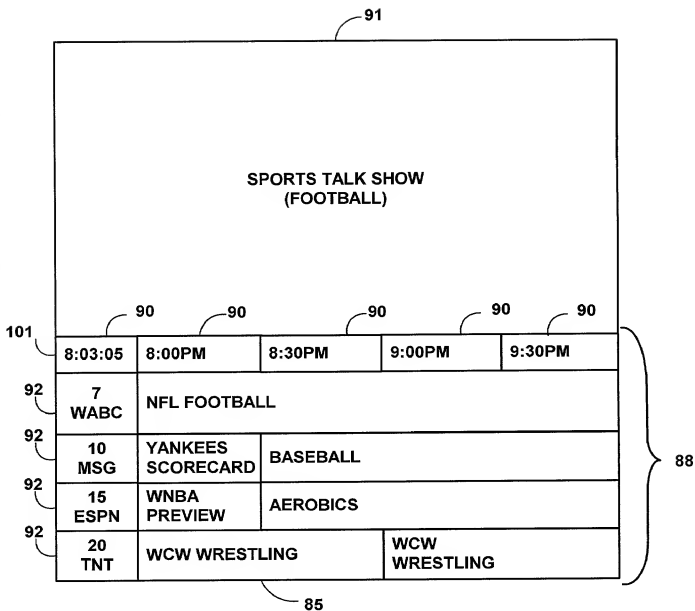 91
SPORTS TALK SHOW
(FOOTBALL)
90
90
90
90
90
101
8:03:05
8:00PM
8:30PM
9:00PM
9:30PM
92
7
WABC
NFL FOOTBALL
92
10
MSG
YANKEES
SCORECARD
BASEBALL
88
92
15
ESPN
WNBA
PREVIEW
AEROBICS
92
20
TNT
WCW WRESTLING
WCW
WRESTLING
85